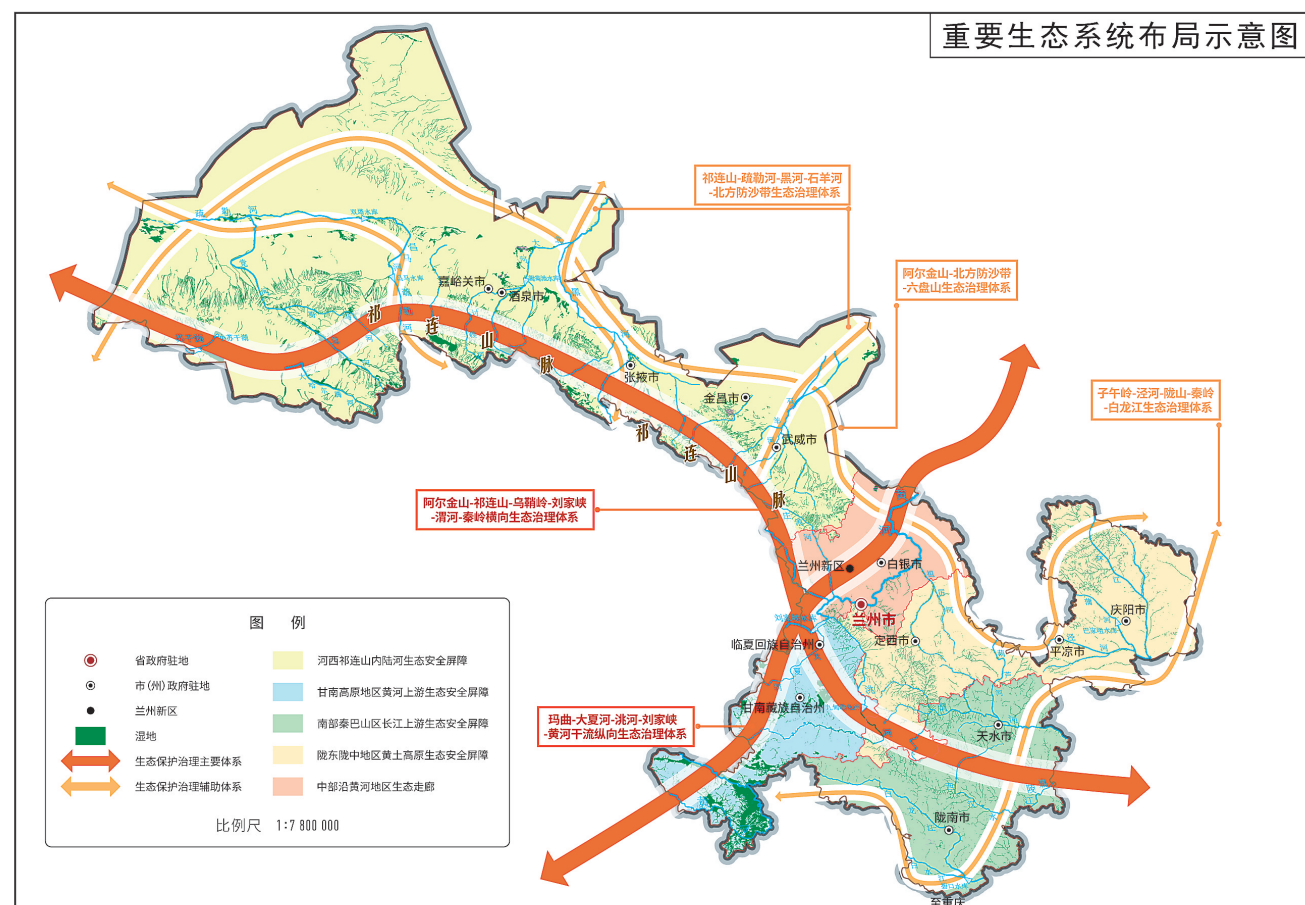 重要生态系统布局示意图
祁连山-疏勒河-黑河-石羊河
-北方防沙带生态治理体系
阿尔金山-北方防沙带
-六盘山生态治理体系
子午岭-泾河-陇山-秦岭
-白龙江生态治理体系
疏勒河
双塔水库
嘉峪关市
酒泉市
祁连山脉
张掖市
金昌市
武威市
祁连山脉
阿尔金山-祁连山-乌鞘岭-刘家峡
-渭河-秦岭横向生态治理体系
兰州新区
白银市
兰州市
临夏回族自治州
定西市
庆阳市
平凉市
甘南藏族自治州
玛曲-大夏河-洮河-刘家峡
-黄河干流纵向生态治理体系
天水市
陇南市
至重庆
图 例
省政府驻地
市(州)政府驻地
兰州新区
湿地
生态保护治理主要体系
生态保护治理辅助体系
河西祁连山内陆河生态安全屏障
甘南高原地区黄河上游生态安全屏障
南部秦巴山区长江上游生态安全屏障
陇东陇中地区黄土高原生态安全屏障
中部沿黄河地区生态走廊
比例尺 1:7 800 000